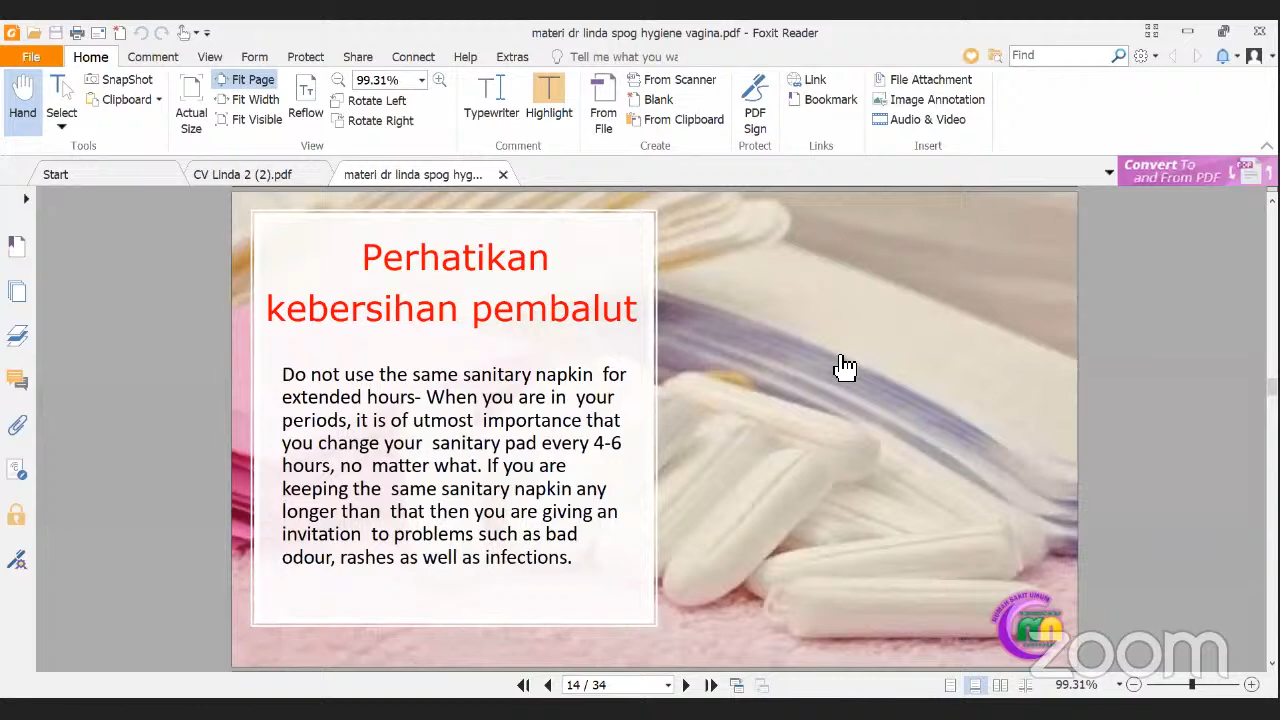 materi dr linda spog hygiene vagina.pdf - Foxit Reader
File Home Comment View Form Protect Share Connect Help Extras Tell me what you wa Find
Hand
Select
SnapShot
Clipboard
Tools
Actual Size
Fit Page
Fit Width
Fit Visible
Reflow
99.31%
Rotate Left
Rotate Right
View
Typewriter
Highlight
Comment
From File
From Scanner
Blank
From Clipboard
Create
PDF Sign
Protect
Link
Bookmark
Links
File Attachment
Image Annotation
Audio & Video
Insert
Start
CV Linda 2 (2).pdf
materi dr linda spog hyg...
Convert To
and From PDF
Perhatikan
kebersihan pembalut
Do not use the same sanitary napkin for
extended hours- When you are in your
periods, it is of utmost importance that
you change your sanitary pad every 4-6
hours, no matter what. If you are
keeping the same sanitary napkin any
longer than that then you are giving an
invitation to problems such as bad
odour, rashes as well as infections.
RUMAH SAKIT UMUM
zoom
14 / 34
99.31%